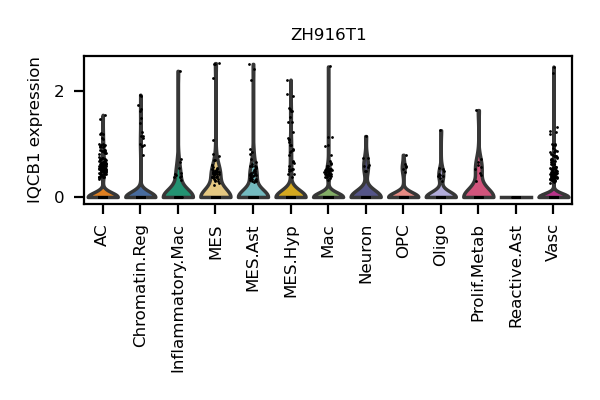 ZH916T1
IQCB1 expression
2
0
AC
Chromatin.Reg
Inflammatory.Mac
MES
MES.Ast
MES.Hyp
Mac
Neuron
OPC
Oligo
Prolif.Metab
Reactive.Ast
Vasc